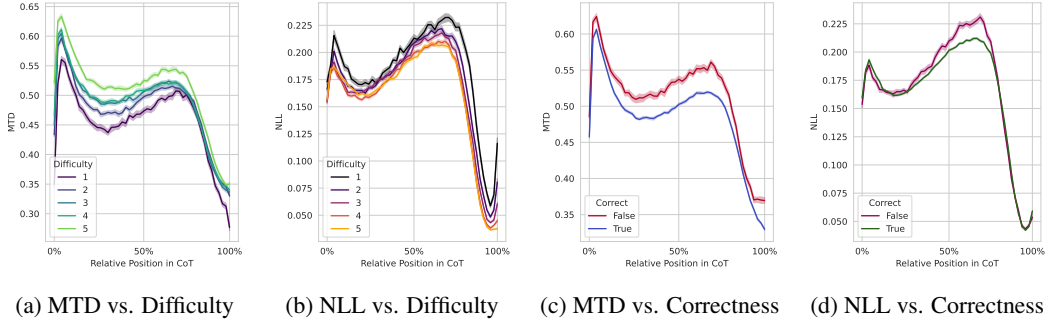 0.65
0.60
0.55
0.50
0.45
0.40
0.35
0.30
MTD
Difficulty
1
2
3
4
5
0%
50%
100%
Relative Position in CoT
(a) MTD vs. Difficulty
0.225
0.200
0.175
0.150
0.125
0.100
0.075
0.050
NLL
Difficulty
1
2
3
4
5
0%
50%
100%
Relative Position in CoT
(b) NLL vs. Difficulty
0.60
0.55
0.50
0.45
0.40
0.35
MTD
Correct
False
True
0%
50%
100%
Relative Position in CoT
(c) MTD vs. Correctness
0.225
0.200
0.175
0.150
0.125
0.100
0.075
0.050
NLL
Correct
False
True
0%
50%
100%
Relative Position in CoT
(d) NLL vs. Correctness